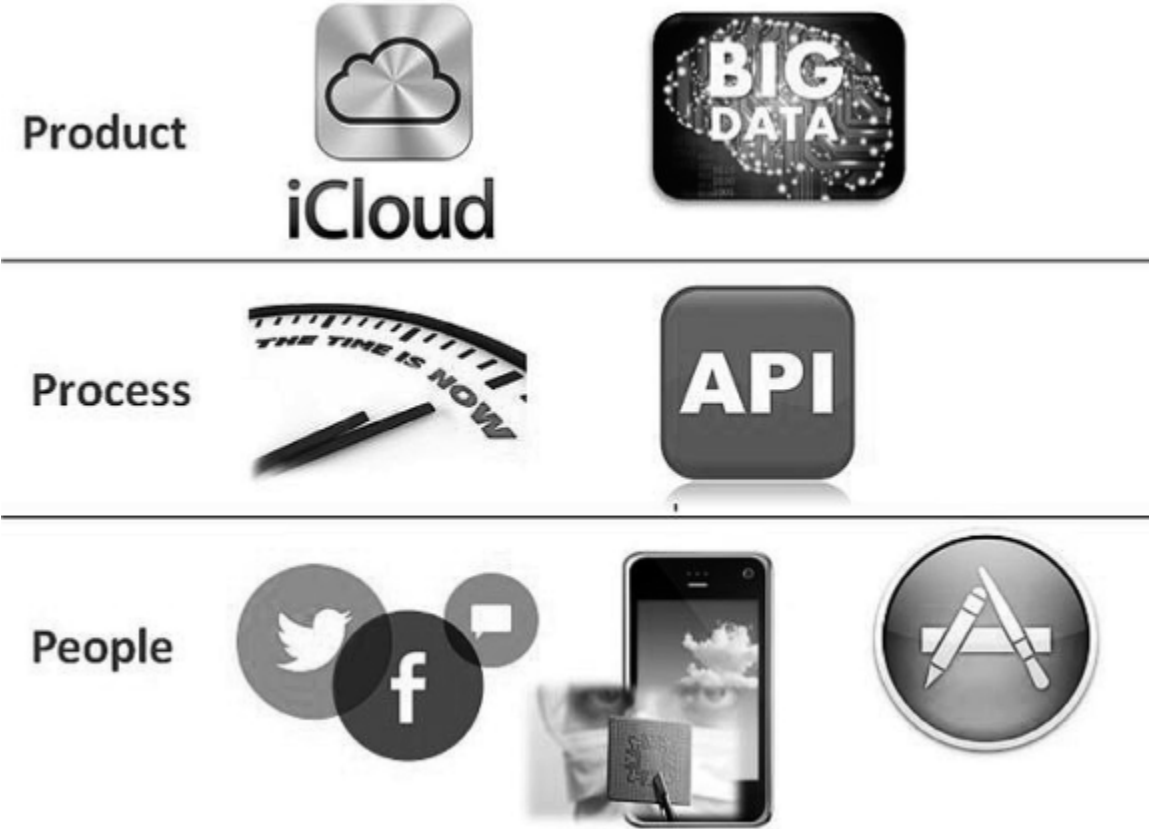 Product
iCloud
BIG
DATA
Process
THE TIME IS NOW
API
People
f